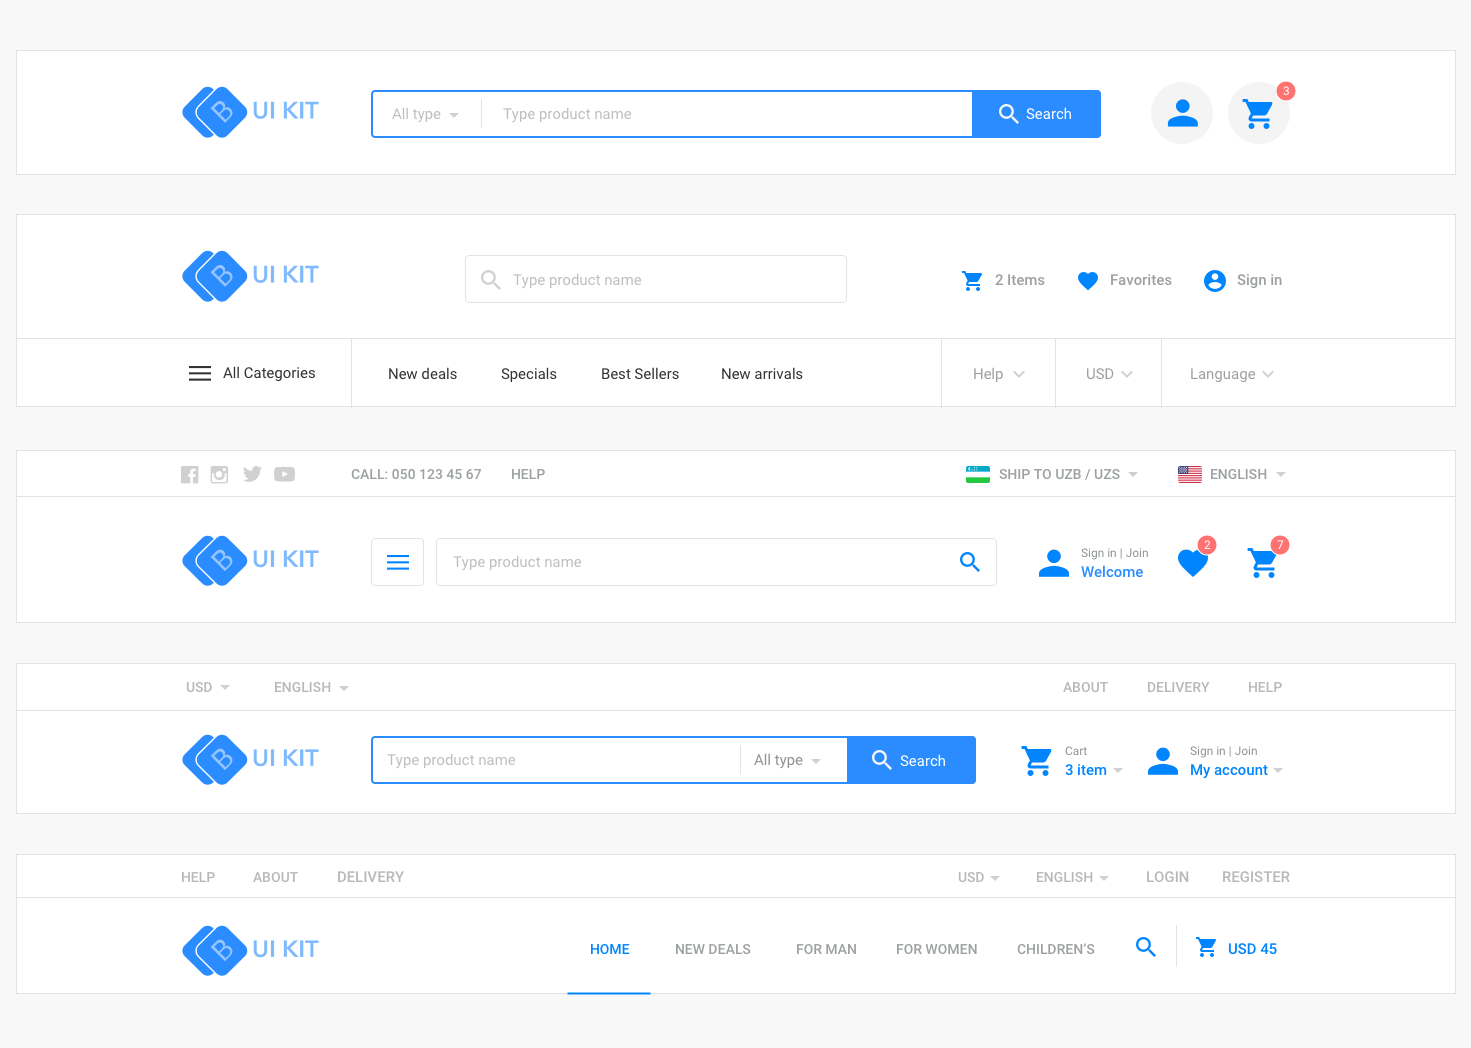 B UI KIT All type Type product name Search 3
B UI KIT Type product name 2 Items Favorites Sign in
All Categories New deals Specials Best Sellers New arrivals Help USD Language
CALL: 050 123 45 67 HELP SHIP TO UZB / UZS ENGLISH
B UI KIT Type product name Sign in | Join 2 7
Welcome
USD ENGLISH ABOUT DELIVERY HELP
B UI KIT Type product name All type Search Cart Sign in | Join
3 item My account
HELP ABOUT DELIVERY USD ENGLISH LOGIN REGISTER
B UI KIT HOME NEW DEALS FOR MAN FOR WOMEN CHILDREN'S USD 45